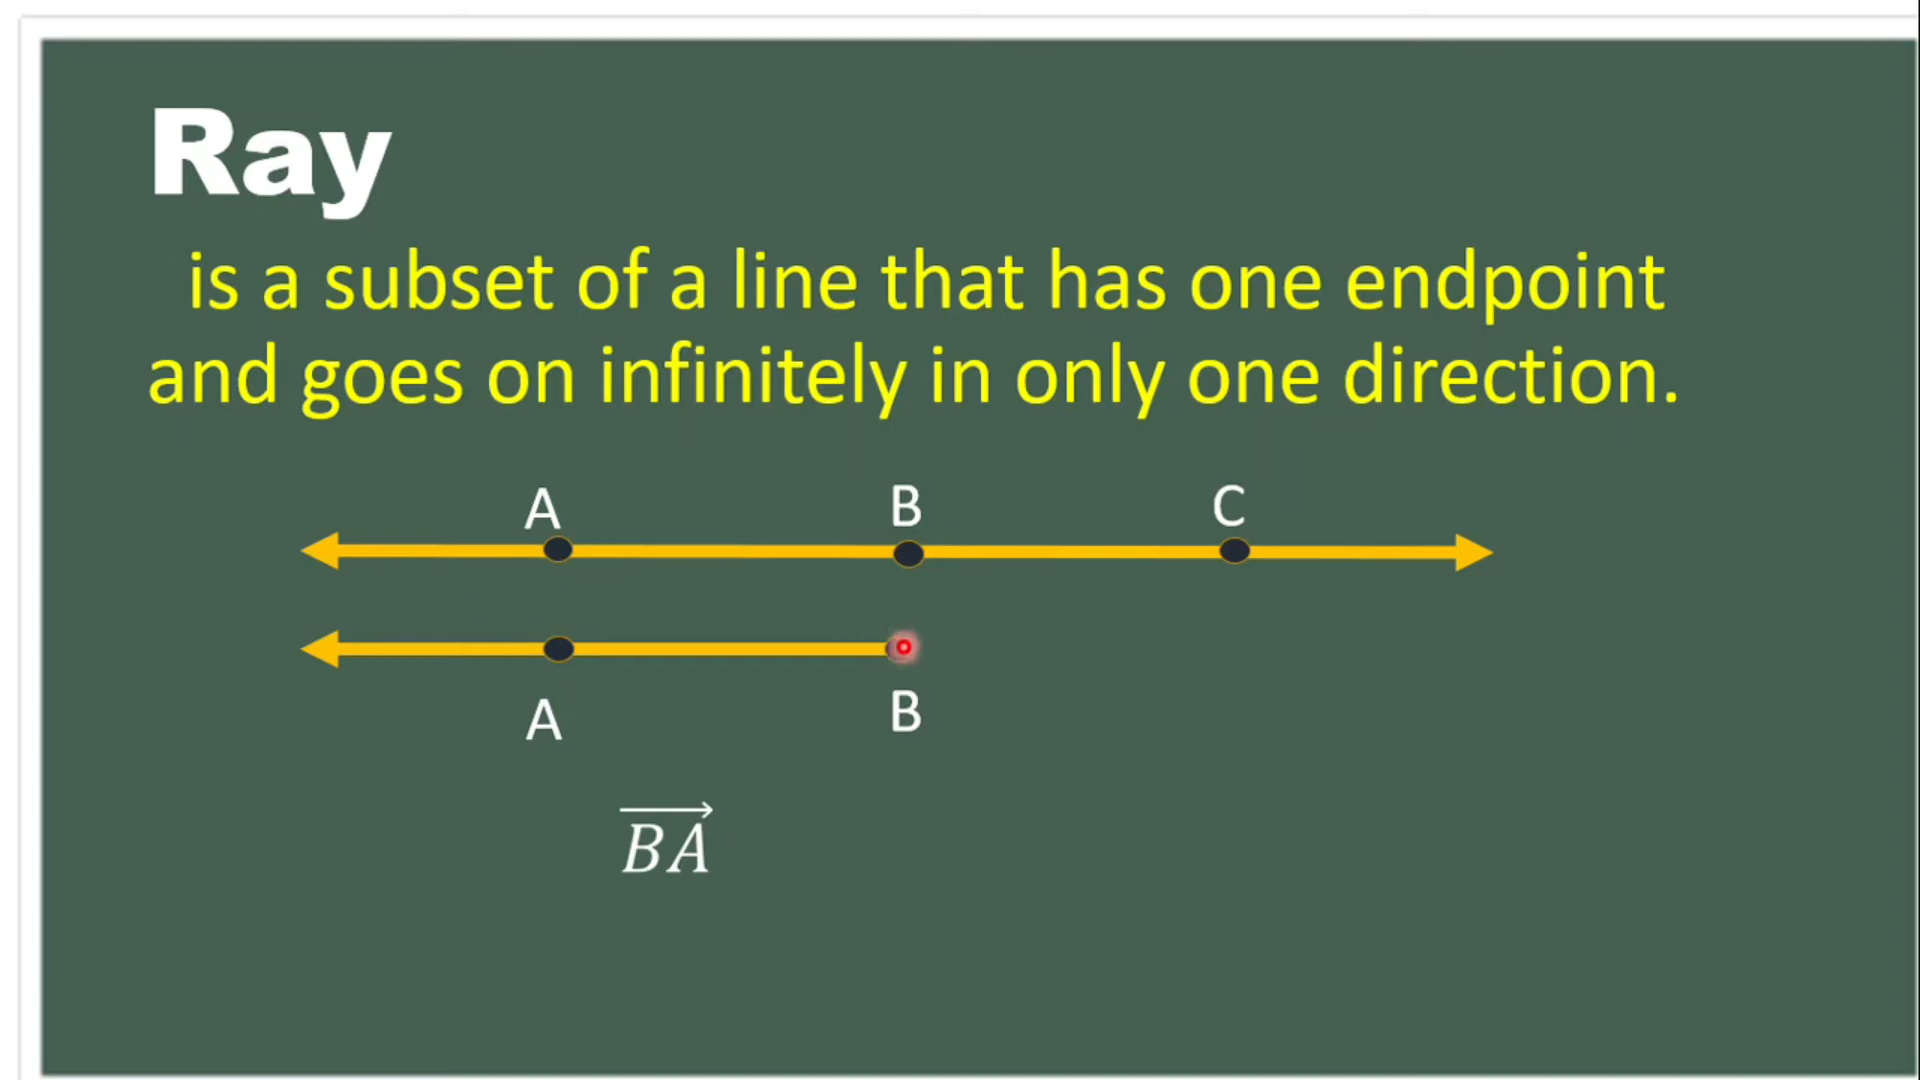 Ray
is a subset of a line that has one endpoint
and goes on infinitely in only one direction.
A B C
A B
BA